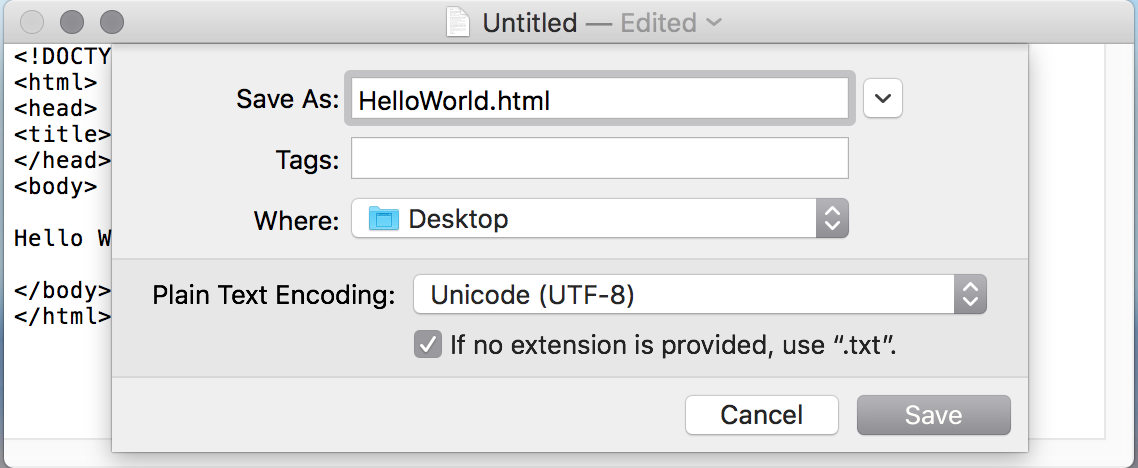 Untitled — Edited
<!DOCTY
<html>
<head>
<title>
</head>
<body>
Hello W
</body>
</html>
Save As: HelloWorld.html
Tags:
Where: Desktop
Plain Text Encoding: Unicode (UTF-8)
If no extension is provided, use “.txt”.
Cancel Save